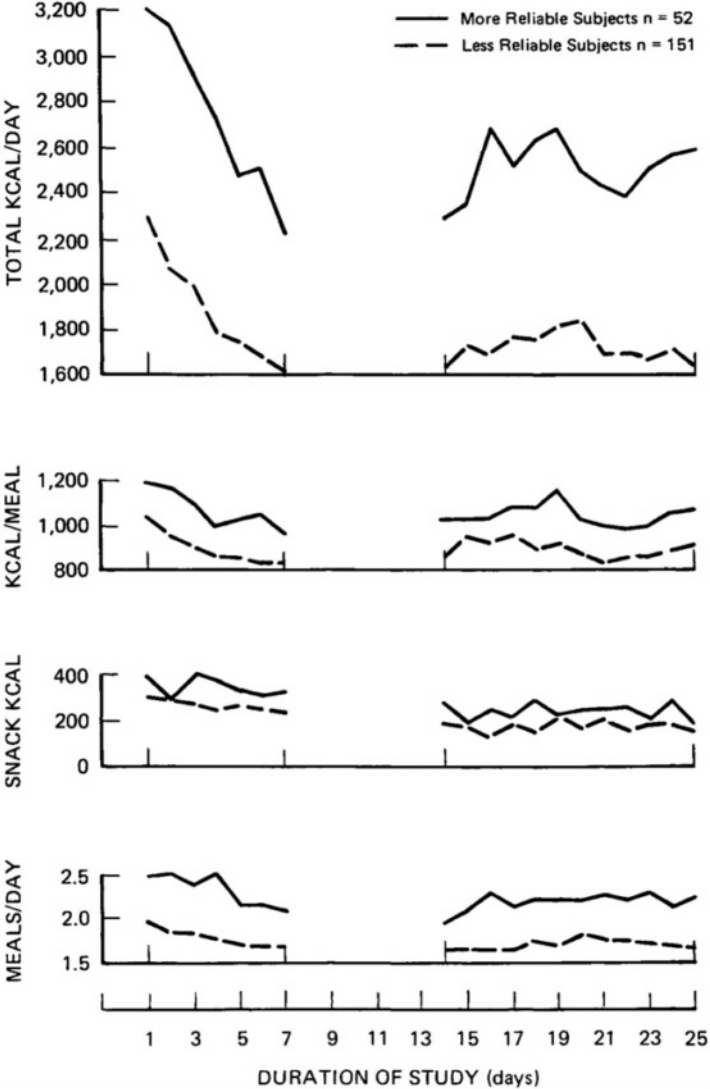 More Reliable Subjects n = 52
Less Reliable Subjects n = 151
TOTAL KCAL/DAY
3,200
3,000
2,800
2,600
2,400
2,200
2,000
1,800
1,600
KCAL/MEAL
1,200
1,000
800
SNACK KCAL
400
200
0
MEALS/DAY
2.5
2.0
1.5
1 3 5 7 9 11 13 15 17 19 21 23 25
DURATION OF STUDY (days)